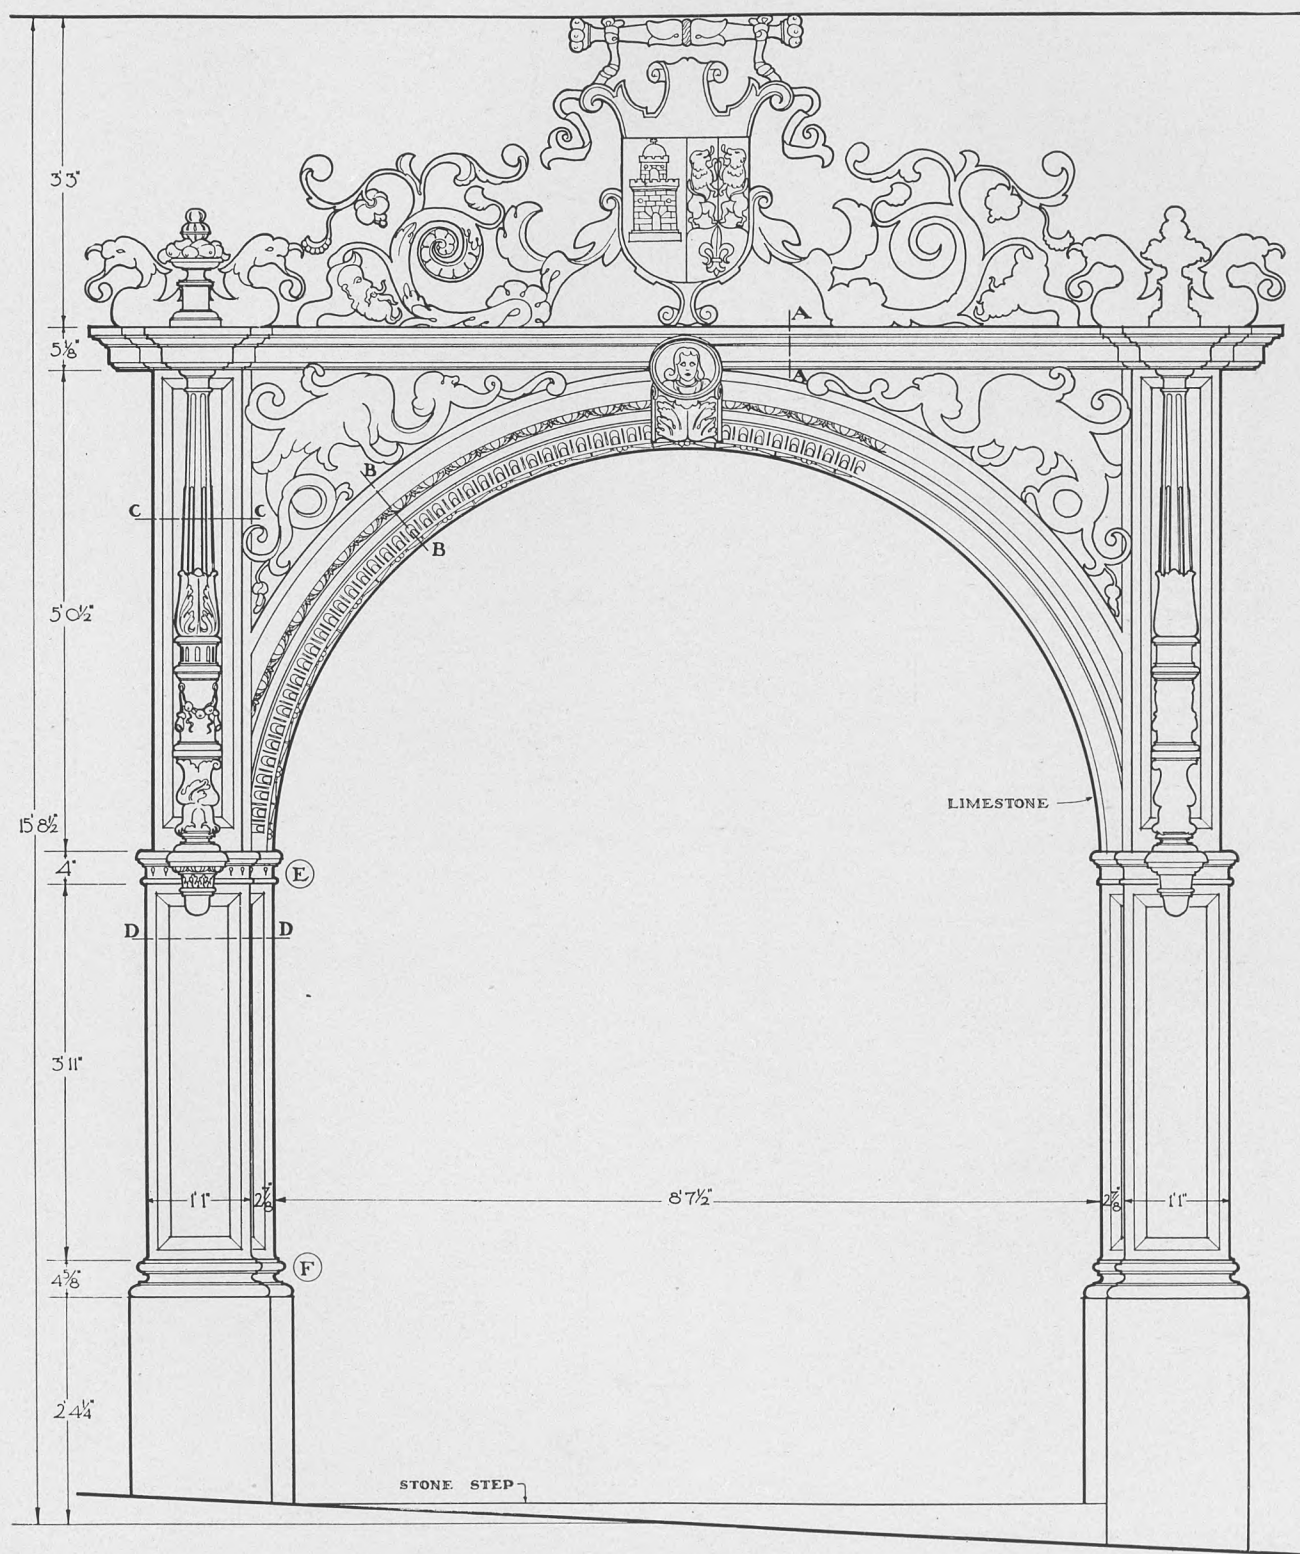 3'3"
A
5⅛"
A
B
C C
B
5'0½"
LIMESTONE
15'8½"
4" E
D D
3'11"
1'1" 2⅞" 8'7½" 2⅞" 1'1"
4⅝" F
2'4¼"
STONE STEP